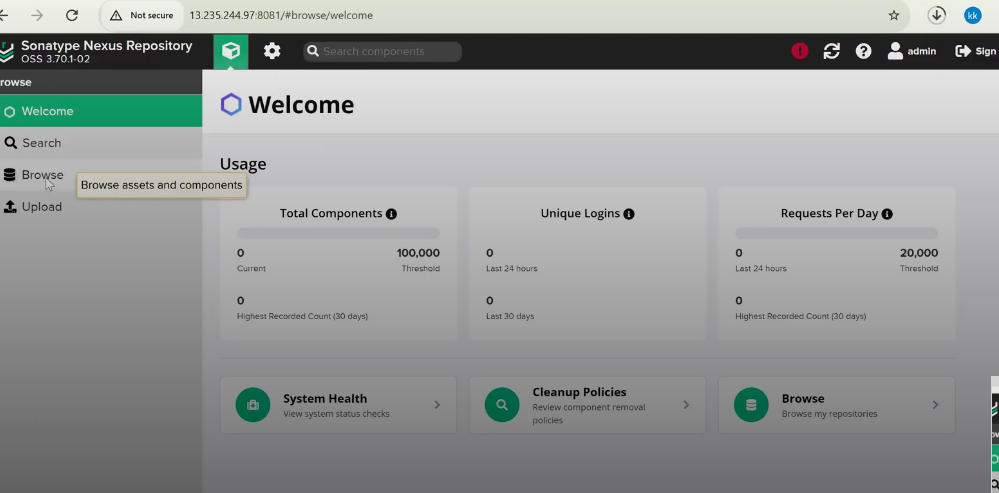 Not secure 13.235.244.97:8081/#browse/welcome kk
Sonatype Nexus Repository
OSS 3.70.1-02
Search components
admin
Sign
rowse
Welcome
Search
Browse
Browse assets and components
Upload
Welcome
Usage
Total Components
0 100,000
Current Threshold
0
Highest Recorded Count (30 days)
Unique Logins
0
Last 24 hours
0
Last 30 days
Requests Per Day
0 20,000
Last 24 hours Threshold
0
Highest Recorded Count (30 days)
System Health
View system status checks
Cleanup Policies
Review component removal
policies
Browse
Browse my repositories